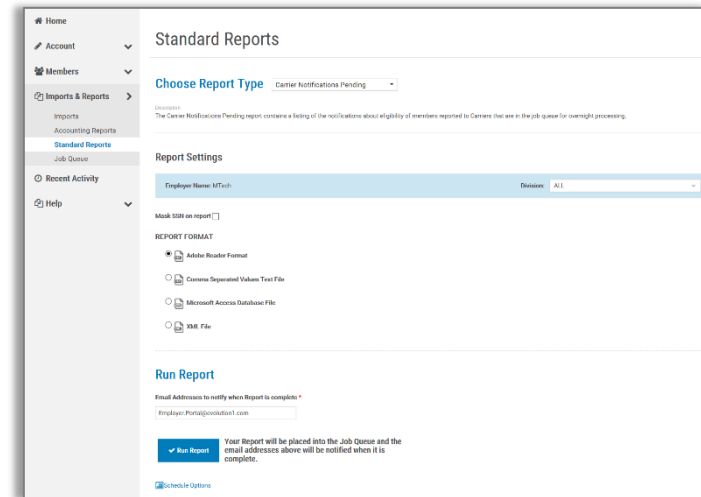 Home
Account
Members
Imports & Reports
Imports
Accounting Reports
Standard Reports
Job Queue
Recent Activity
Help
Standard Reports
Choose Report Type Carrier Notifications Pending
Description
The Carrier Notifications Pending report contains a listing of the notifications about eligibility of members reported to Carriers that are in the job queue for overnight processing.
Report Settings
Employer Name: MTech Division: ALL
Mask SSN on report
REPORT FORMAT
Adobe Reader Format
Comma Separated Values Text File
Microsoft Access Database File
XML File
Run Report
Email Addresses to notify when Report is complete *
Employer.Portal@evolution1.com
Run Report
Your Report will be placed into the Job Queue and the
email addresses above will be notified when it is
complete.
Schedule Options